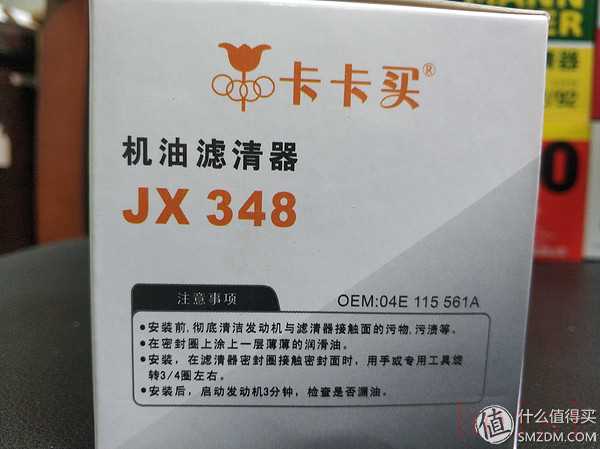 卡卡买®
机油滤清器
JX 348
注意事项
OEM:04E 115 561A
•安装前,彻底清洁发动机与滤清器接触面的污物,污渍等。
•在密封圈上涂上一层薄薄的润滑油。
•安装，在滤清器密封圈接触密封面时，用手或专用工具旋
转3/4圈左右。
•安装后，启动发动机3分钟，检查是否漏油。
值 什么值得买
SMZDM.COM